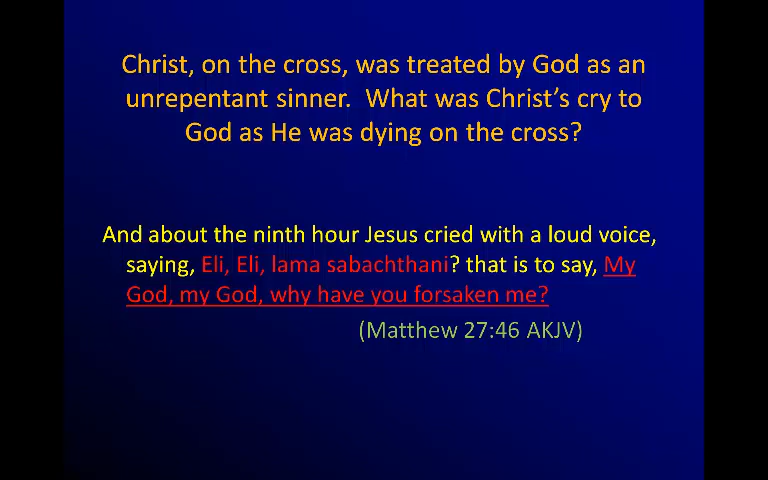 Christ, on the cross, was treated by God as an
unrepentant sinner.  What was Christ's cry to
God as He was dying on the cross?
And about the ninth hour Jesus cried with a loud voice,
saying, Eli, Eli, lama sabachthani? that is to say, My
God, my God, why have you forsaken me?
(Matthew 27:46 AKJV)